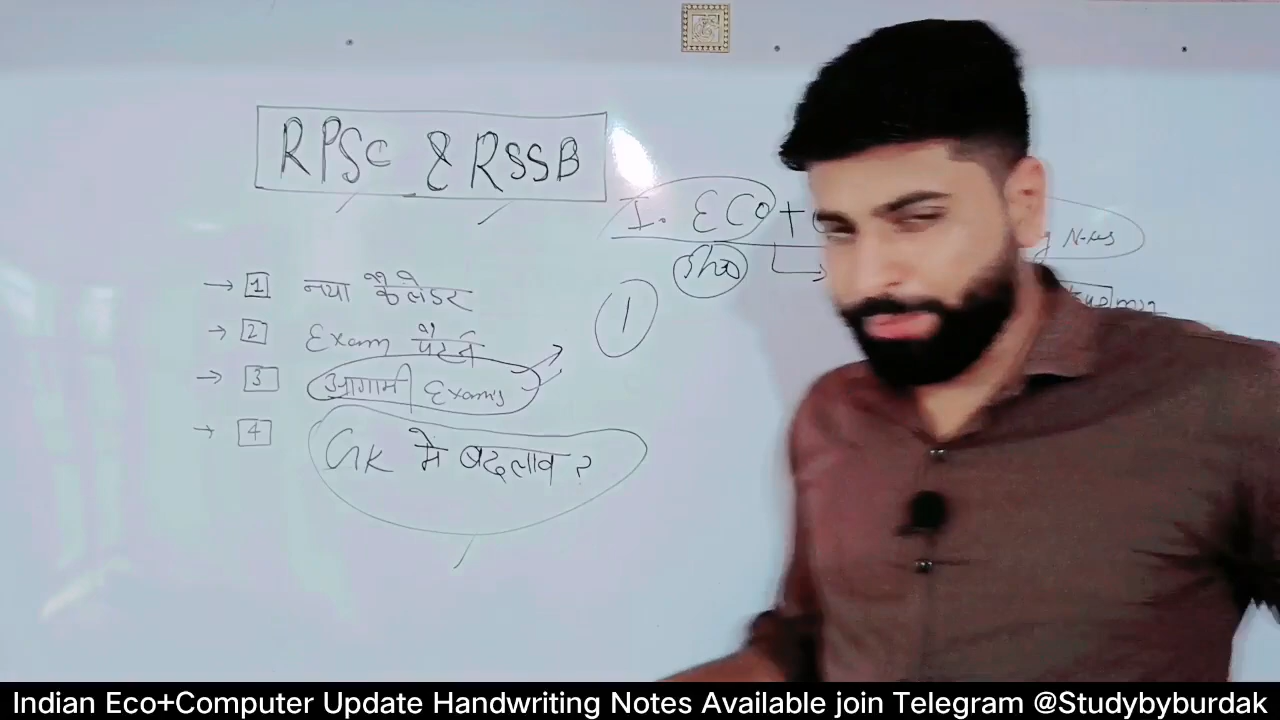 RPSC & RSSB
I. ECO +
→ 1 नया कैलेंडर
→ 2 Exam पैटर्न
→ 3 आगामी Exams
1
→ 4 GK में बदलाव ?
Indian Eco+Computer Update Handwriting Notes Available join Telegram @Studybyburdak